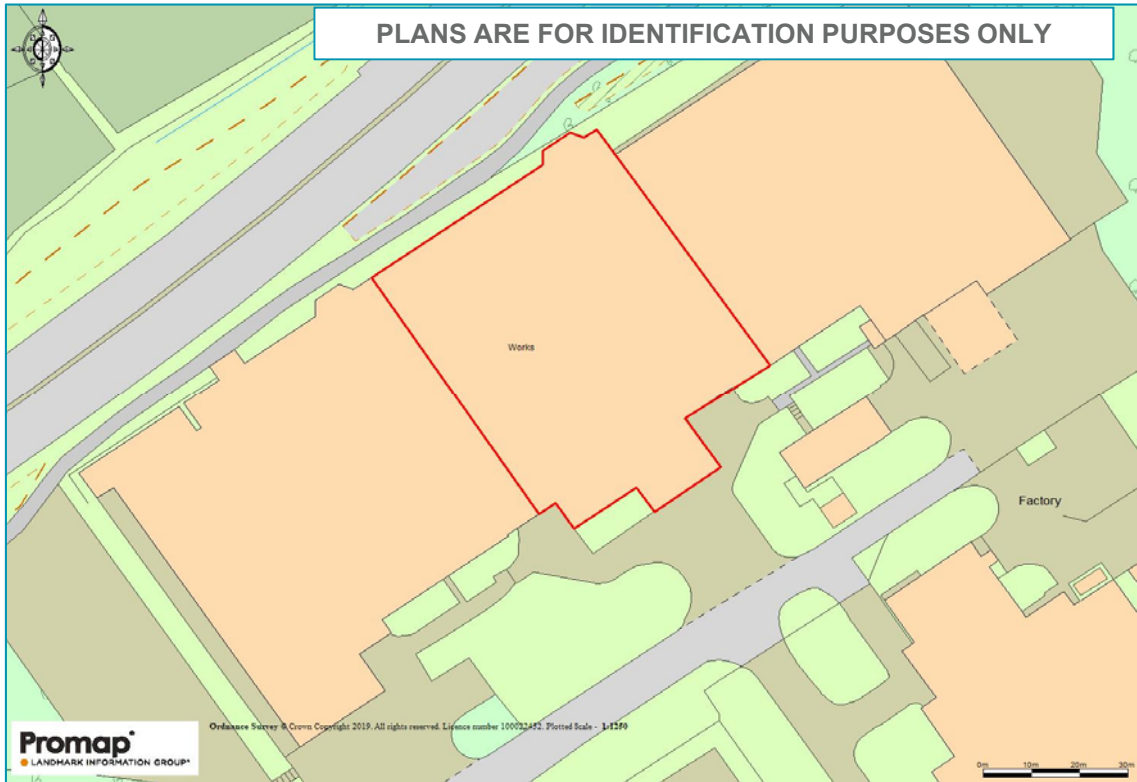 PLANS ARE FOR IDENTIFICATION PURPOSES ONLY
Works
Factory
Ordnance Survey © Crown Copyright 2019. All rights reserved. Licence number 100022432. Plotted Scale - 1:1250
Promap
LANDMARK INFORMATION GROUP
0m 10m 20m 30m